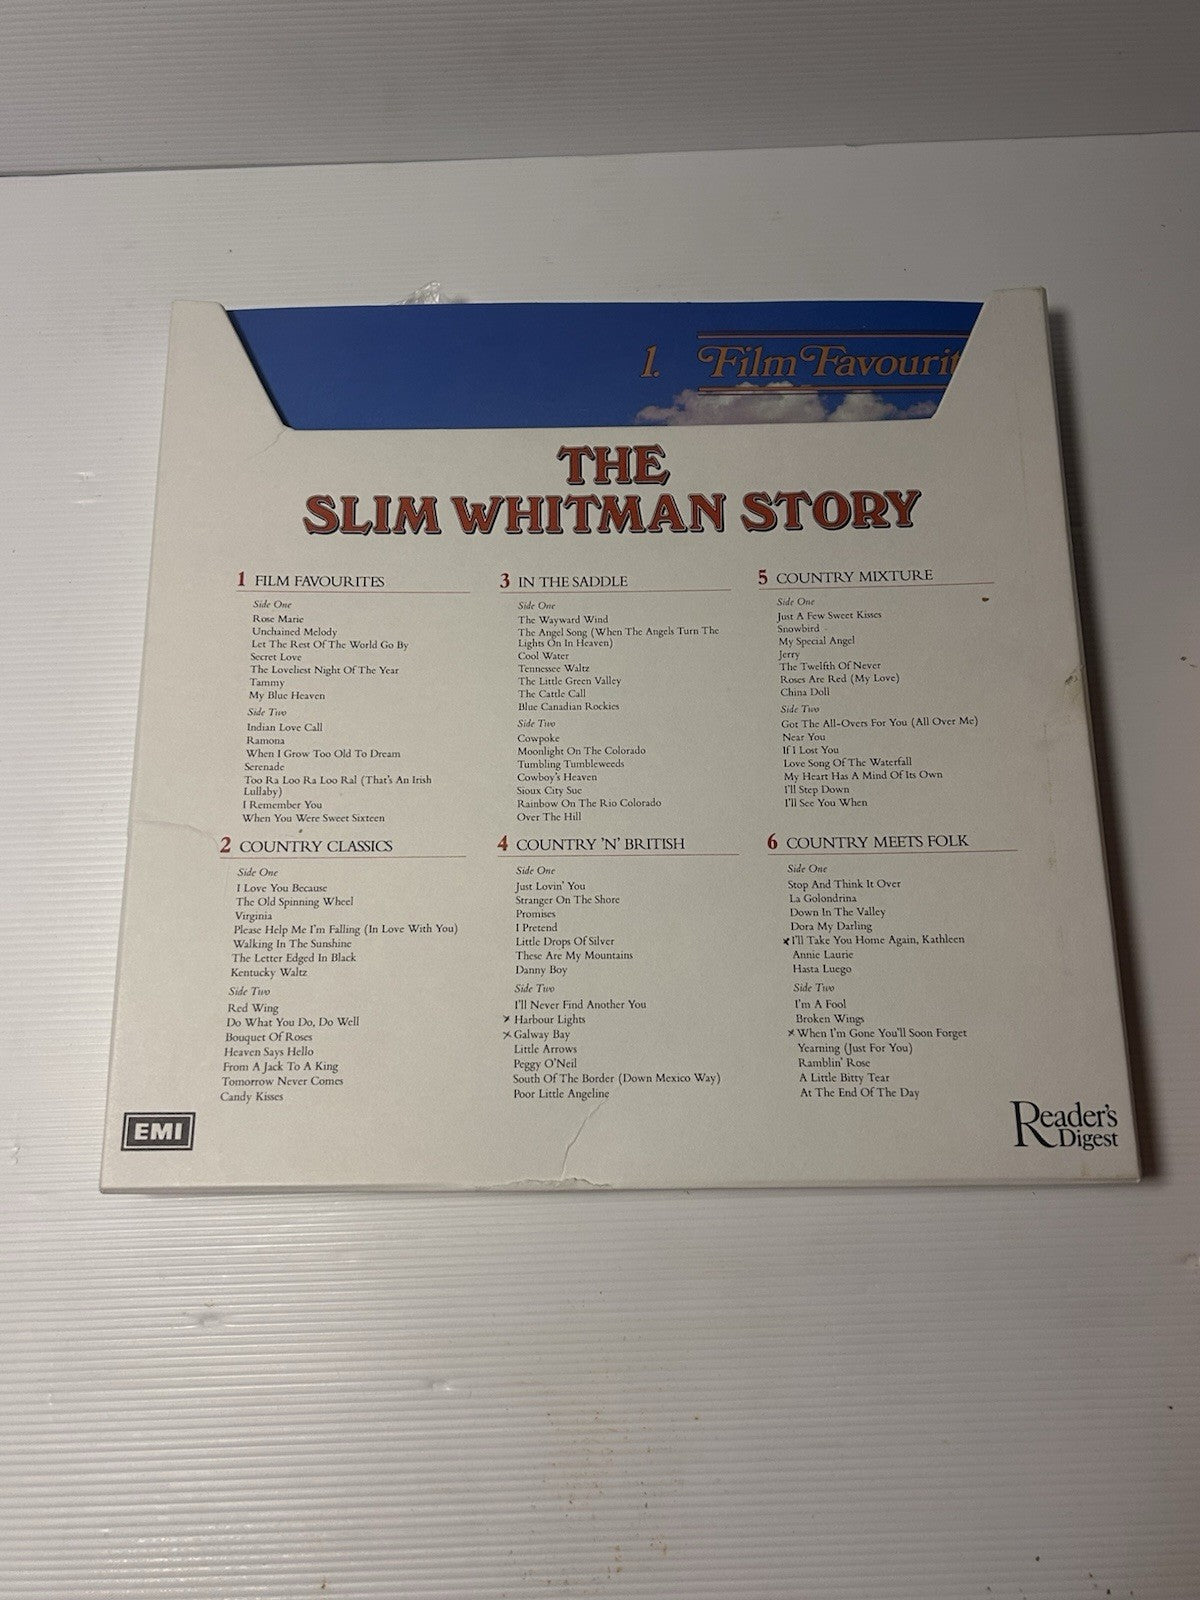 1. Film Favourit
THE
SLIM WHITMAN STORY
1 FILM FAVOURITES
Side One
Rose Marie
Unchained Melody
Let The Rest Of The World Go By
Secret Love
The Loveliest Night Of The Year
Tammy
My Blue Heaven
Side Two
Indian Love Call
Ramona
When I Grow Too Old To Dream
Serenade
Too Ra Loo Ra Loo Ral (That's An Irish
Lullaby)
I Remember You
When You Were Sweet Sixteen
2 COUNTRY CLASSICS
Side One
I Love You Because
The Old Spinning Wheel
Virginia
Please Help Me I'm Falling (In Love With You)
Walking In The Sunshine
The Letter Edged In Black
Kentucky Waltz
Side Two
Red Wing
Do What You Do, Do Well
Bouquet Of Roses
Heaven Says Hello
From A Jack To A King
Tomorrow Never Comes
Candy Kisses
3 IN THE SADDLE
Side One
The Wayward Wind
The Angel Song (When The Angels Turn The
Lights On In Heaven)
Cool Water
Tennessee Waltz
The Little Green Valley
The Cattle Call
Blue Canadian Rockies
Side Two
Cowpoke
Moonlight On The Colorado
Tumbling Tumbleweeds
Cowboy's Heaven
Sioux City Sue
Rainbow On The Rio Colorado
Over The Hill
4 COUNTRY 'N' BRITISH
Side One
Just Lovin' You
Stranger On The Shore
Promises
I Pretend
Little Drops Of Silver
These Are My Mountains
Danny Boy
Side Two
I'll Never Find Another You
x Harbour Lights
x Galway Bay
Little Arrows
Peggy O'Neil
South Of The Border (Down Mexico Way)
Poor Little Angeline
5 COUNTRY MIXTURE
Side One
Just A Few Sweet Kisses
Snowbird
My Special Angel
Jerry
The Twelfth Of Never
Roses Are Red (My Love)
China Doll
Side Two
Got The All-Overs For You (All Over Me)
Near You
If I Lost You
Love Song Of The Waterfall
My Heart Has A Mind Of Its Own
I'll Step Down
I'll See You When
6 COUNTRY MEETS FOLK
Side One
Stop And Think It Over
La Golondrina
Down In The Valley
Dora My Darling
x I'll Take You Home Again, Kathleen
Annie Laurie
Hasta Luego
Side Two
I'm A Fool
Broken Wings
x When I'm Gone You'll Soon Forget
Yearning (Just For You)
Ramblin' Rose
A Little Bitty Tear
At The End Of The Day
EMI
Reader's
Digest